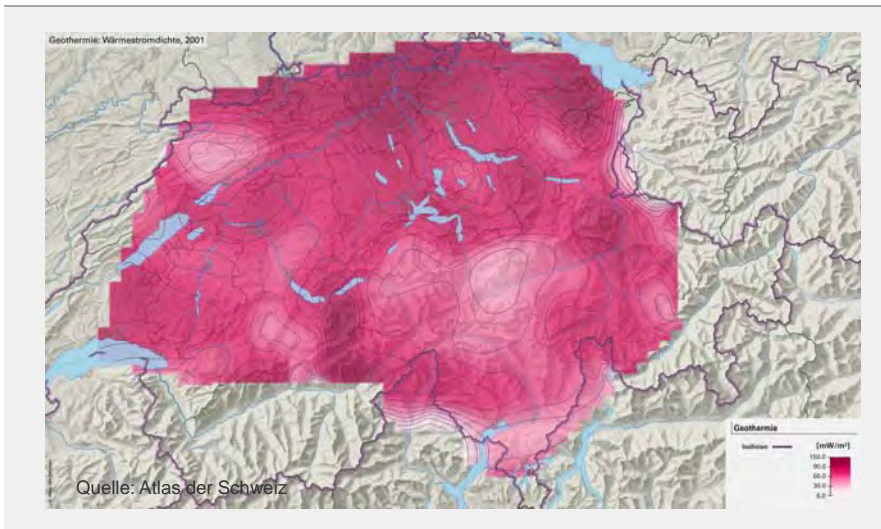 Geothermie: Wärmestromdichte, 2001
Geothermie
Isolinien
[mW/m²]
150.0
90.0
60.0
30.0
0.0
Quelle: Atlas der Schweiz